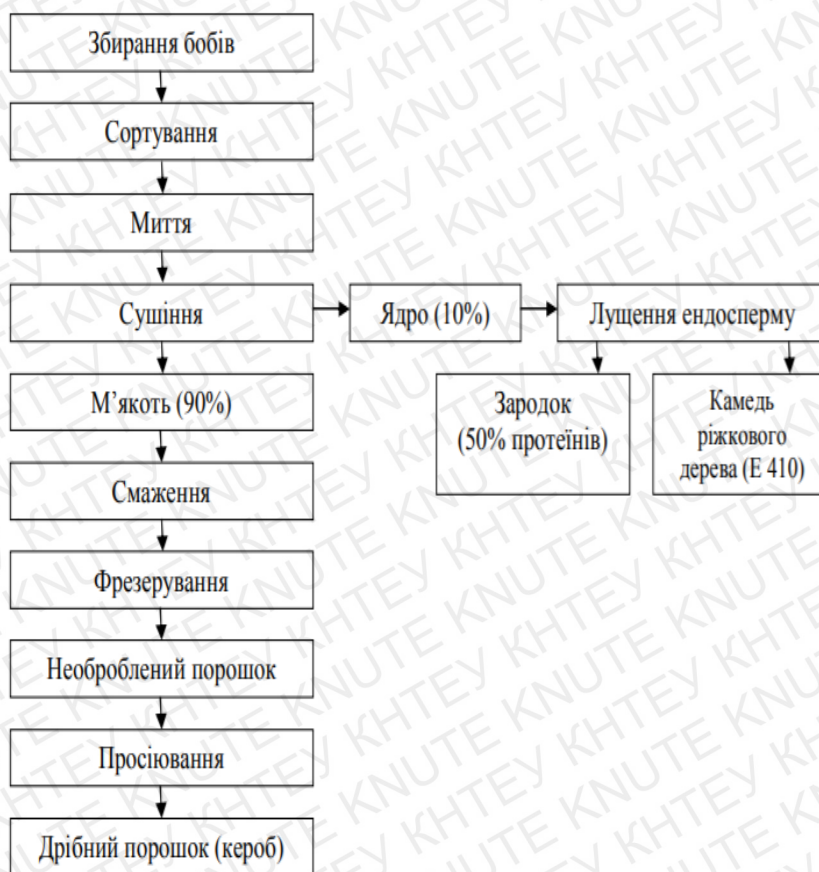 Збирання бобів
Сортування
Миття
Сушіння
Ядро (10%)
Лущення ендосперму
М’якоть (90%)
Зародок
(50% протеїнів)
Камедь
ріжкового
дерева (Е 410)
Смаження
Фрезерування
Необроблений порошок
Просіювання
Дрібний порошок (кероб)